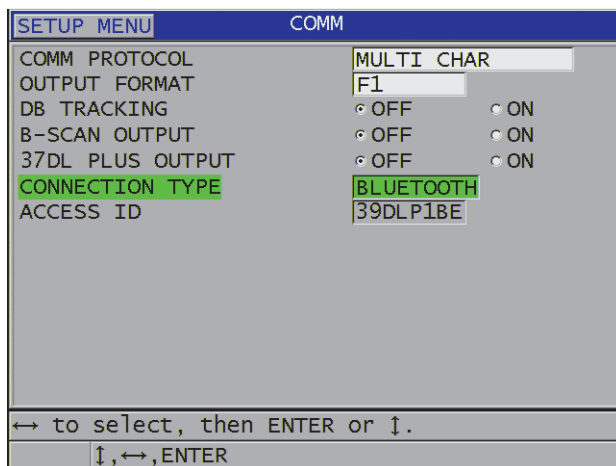 SETUP MENU COMM
COMM PROTOCOL MULTI CHAR
OUTPUT FORMAT F1
DB TRACKING OFF ON
B-SCAN OUTPUT OFF ON
37DL PLUS OUTPUT OFF ON
CONNECTION TYPE BLUETOOTH
ACCESS ID 39DLP1BE
↔ to select, then ENTER or ↕.
↕,↔,ENTER